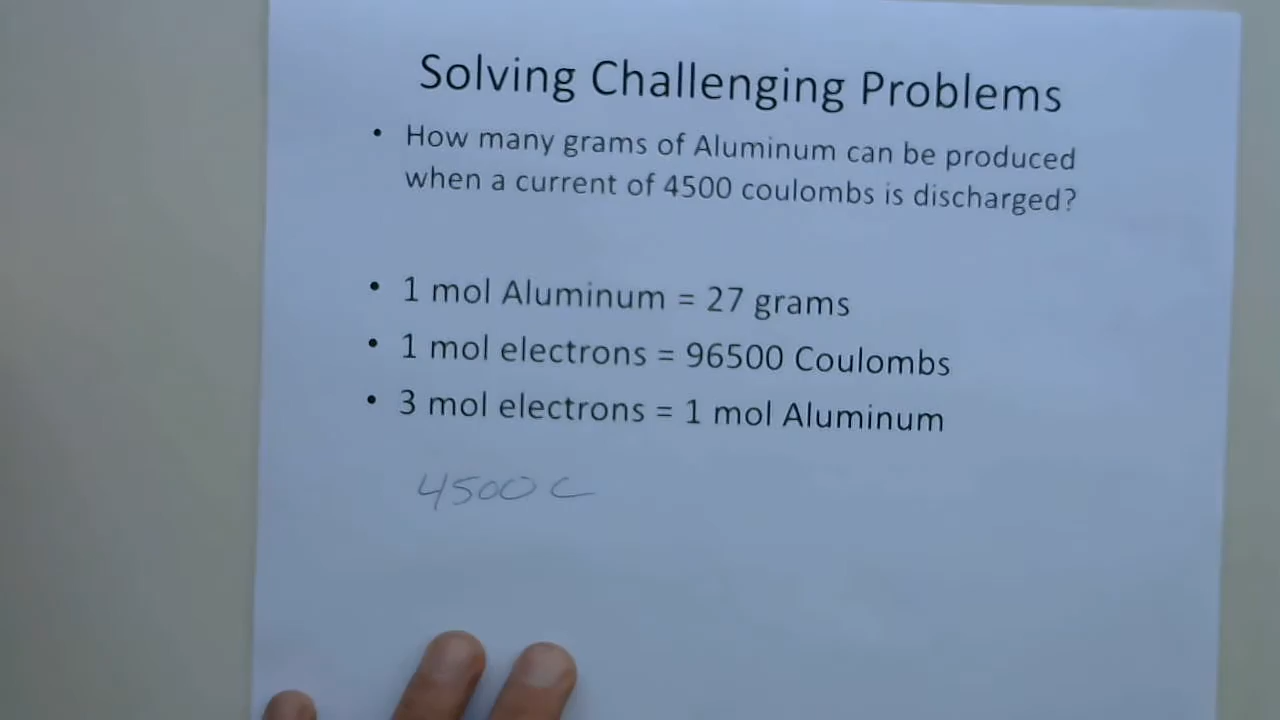 Solving Challenging Problems
• How many grams of Aluminum can be produced
when a current of 4500 coulombs is discharged?
• 1 mol Aluminum = 27 grams
• 1 mol electrons = 96500 Coulombs
• 3 mol electrons = 1 mol Aluminum
4500 C